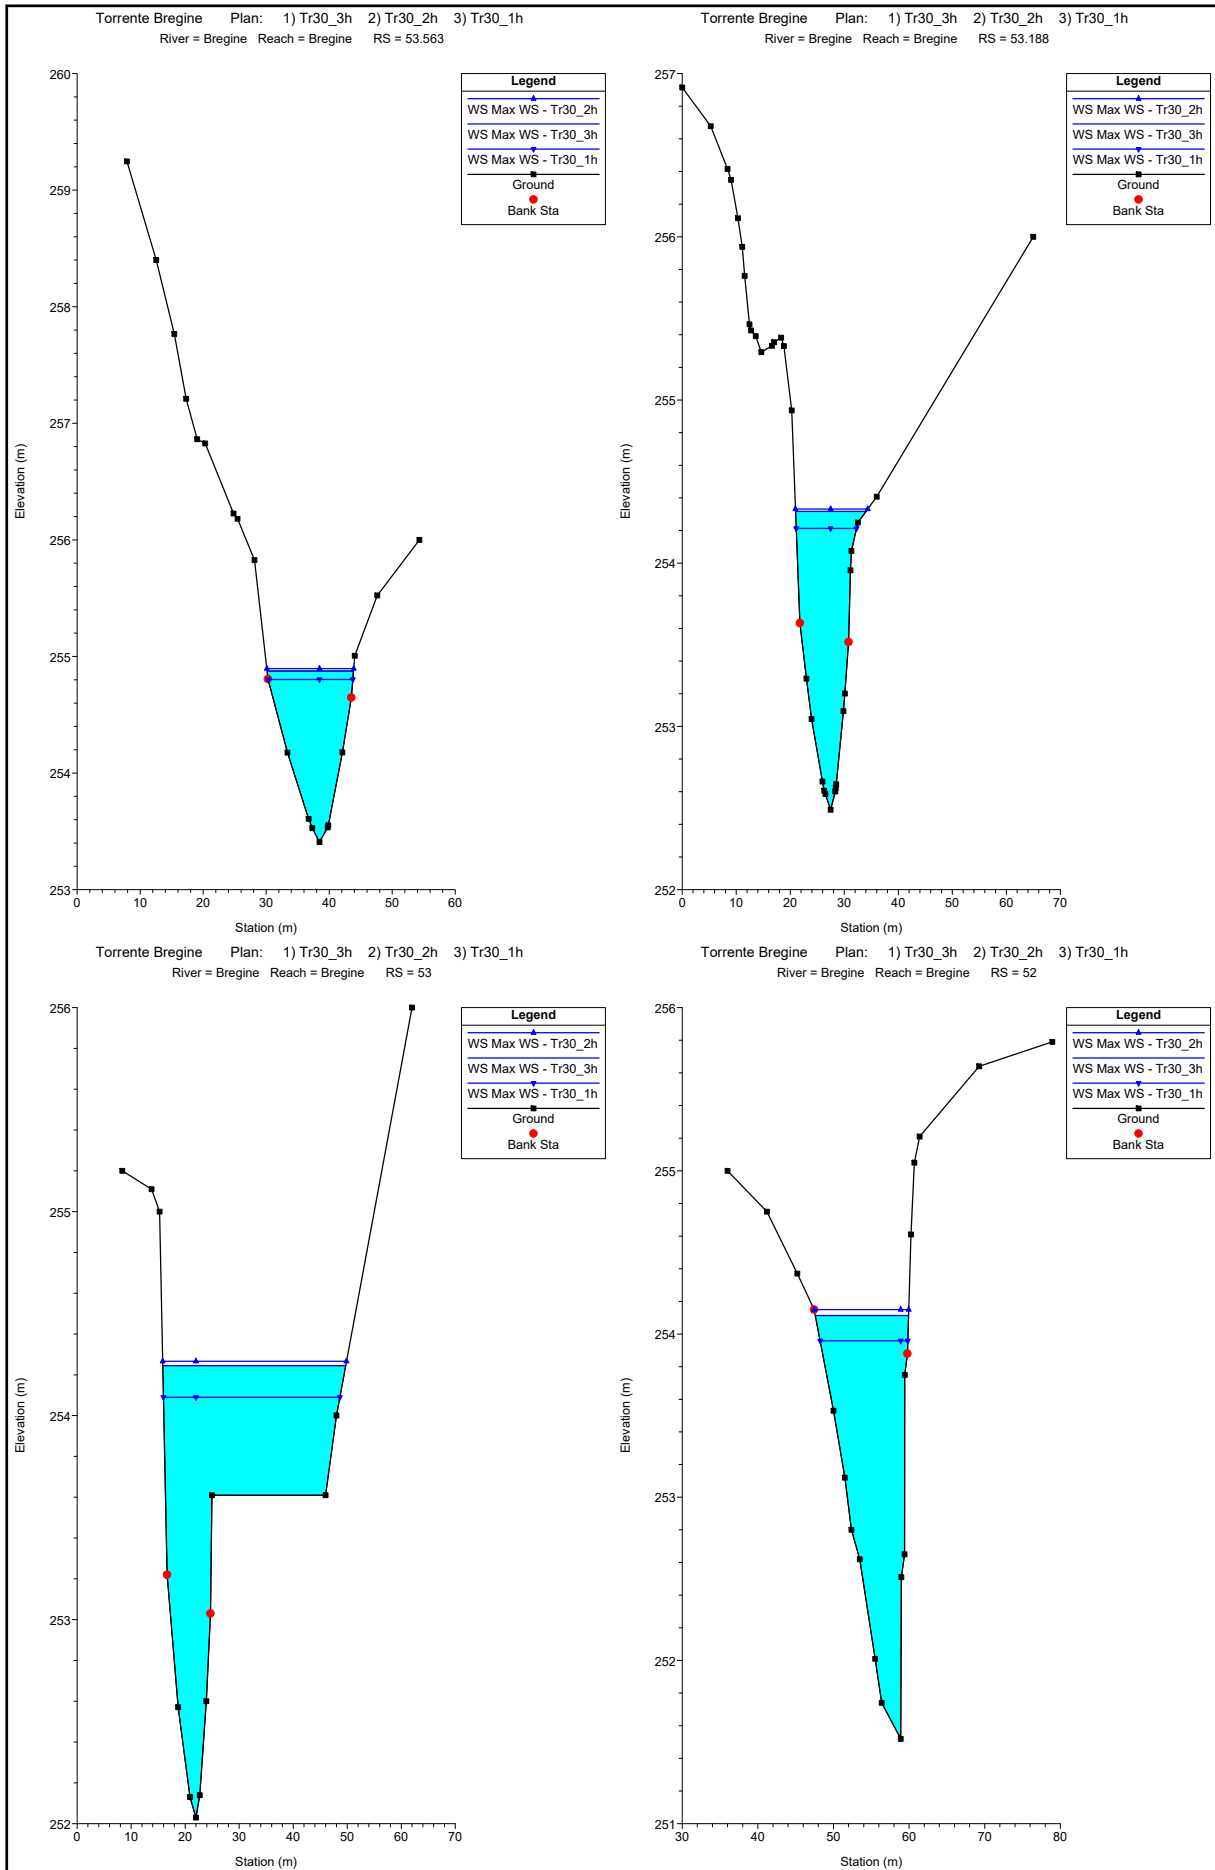 Torrente Bregine Plan: 1) Tr30_3h 2) Tr30_2h 3) Tr30_1h
River = Bregine Reach = Bregine RS = 53.563
260
259
258
257
256
255
254
253
0 10 20 30 40 50 60
Elevation (m)
Station (m)
Legend
WS Max WS - Tr30_2h
WS Max WS - Tr30_3h
WS Max WS - Tr30_1h
Ground
Bank Sta
Torrente Bregine Plan: 1) Tr30_3h 2) Tr30_2h 3) Tr30_1h
River = Bregine Reach = Bregine RS = 53.188
257
256
255
254
253
252
0 10 20 30 40 50 60 70
Elevation (m)
Station (m)
Legend
WS Max WS - Tr30_2h
WS Max WS - Tr30_3h
WS Max WS - Tr30_1h
Ground
Bank Sta
Torrente Bregine Plan: 1) Tr30_3h 2) Tr30_2h 3) Tr30_1h
River = Bregine Reach = Bregine RS = 53
256
255
254
253
252
0 10 20 30 40 50 60 70
Elevation (m)
Station (m)
Legend
WS Max WS - Tr30_2h
WS Max WS - Tr30_3h
WS Max WS - Tr30_1h
Ground
Bank Sta
Torrente Bregine Plan: 1) Tr30_3h 2) Tr30_2h 3) Tr30_1h
River = Bregine Reach = Bregine RS = 52
256
255
254
253
252
251
30 40 50 60 70 80
Elevation (m)
Station (m)
Legend
WS Max WS - Tr30_2h
WS Max WS - Tr30_3h
WS Max WS - Tr30_1h
Ground
Bank Sta